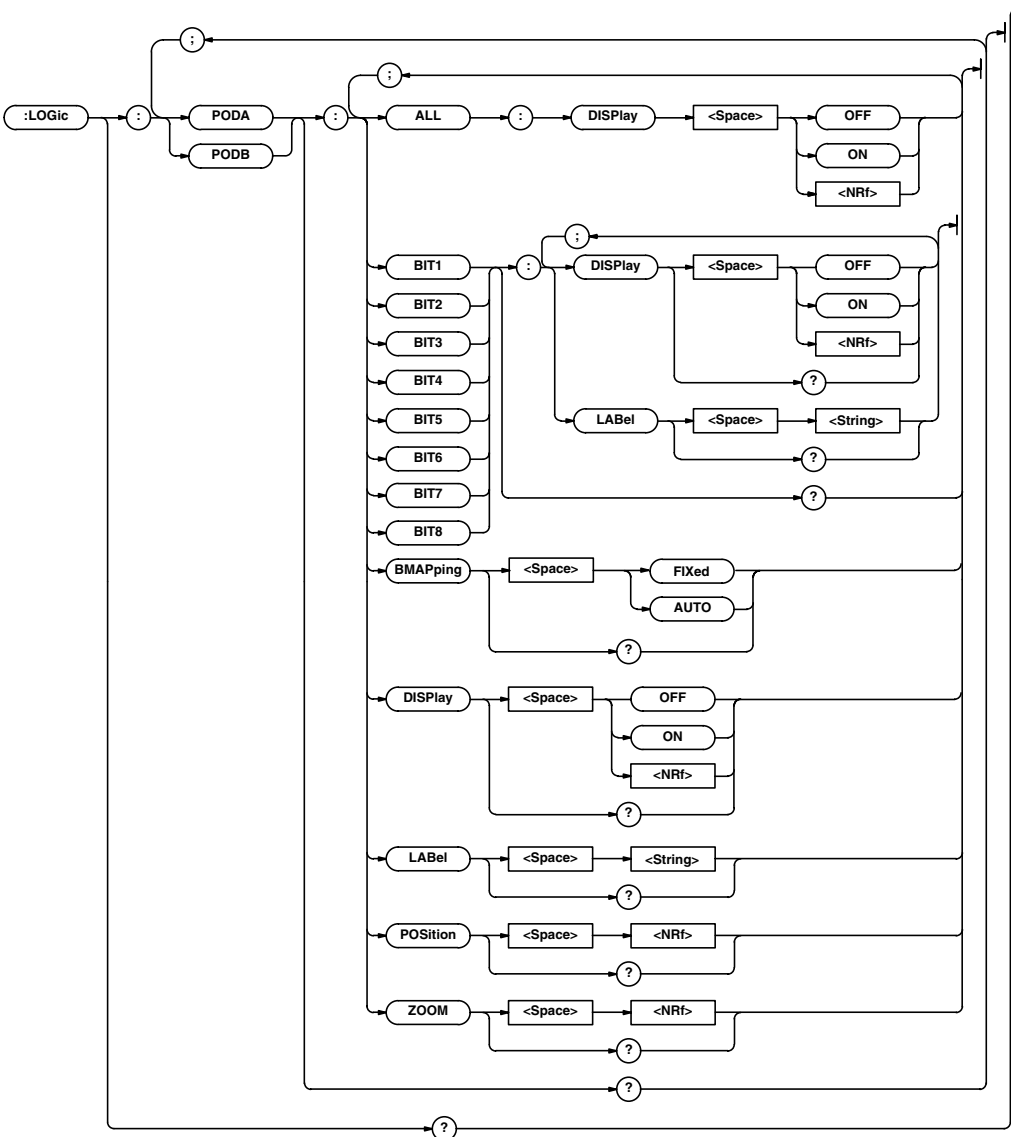 ;
;
:LOGic : PODA : ALL : DISPlay <Space> OFF
PODB ON
<NRf>
;
BIT1 : DISPlay <Space> OFF
BIT2 ON
BIT3 <NRf>
BIT4 ?
BIT5 LABel <Space> <String>
BIT6 ?
BIT7 ?
BIT8
BMAPping <Space> FIXed
AUTO
?
DISPlay <Space> OFF
ON
<NRf>
?
LABel <Space> <String>
?
POSition <Space> <NRf>
?
ZOOM <Space> <NRf>
?
?
?